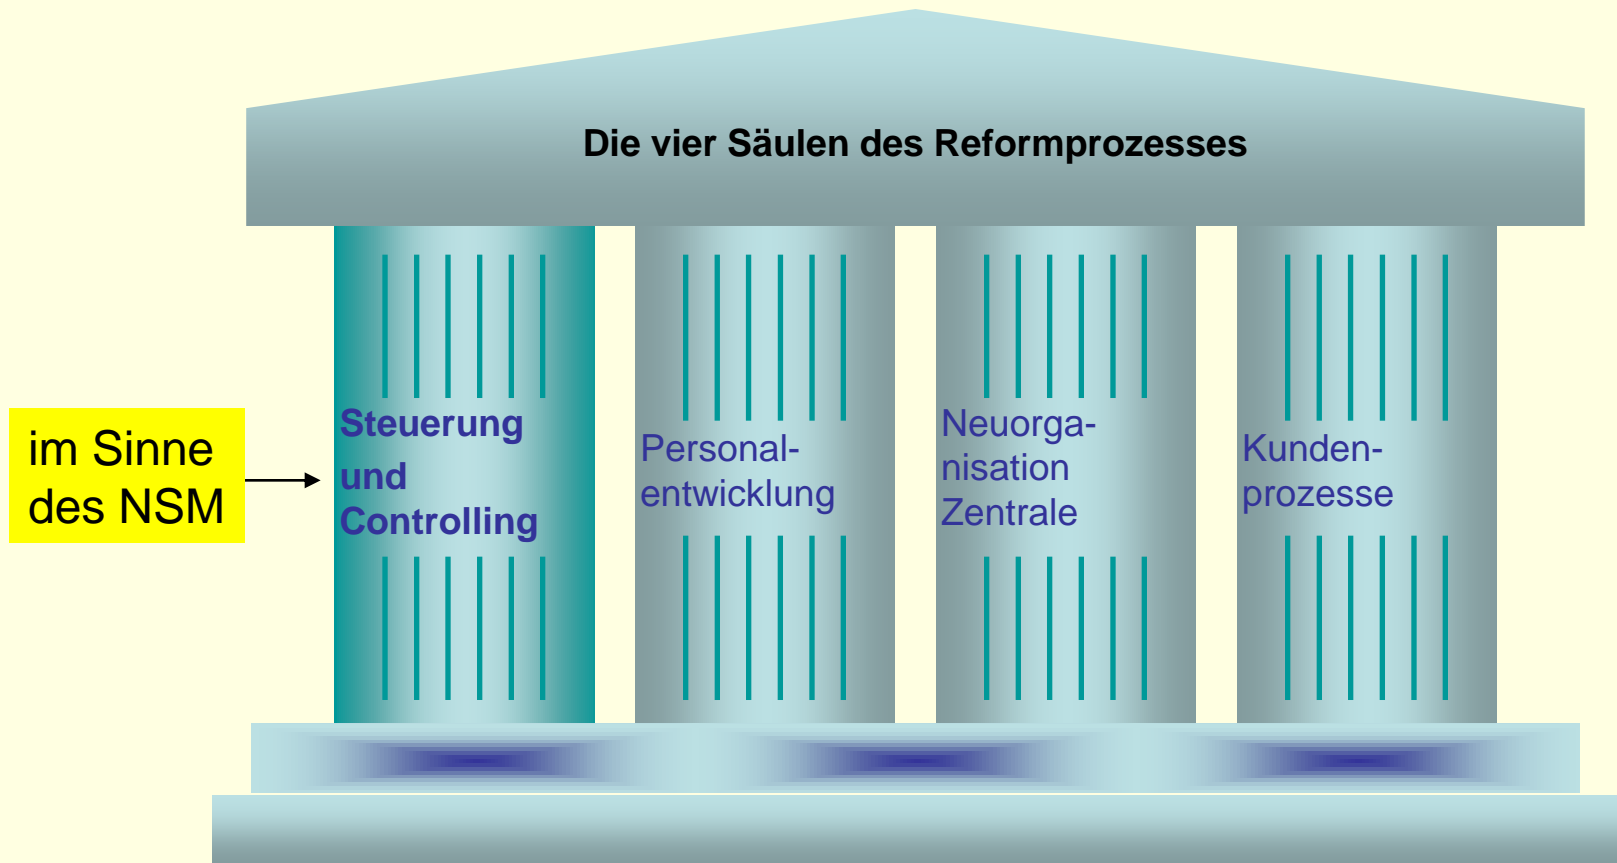 Die vier Säulen des Reformprozesses
im Sinne
des NSM
Steuerung
und
Controlling
Personal-
entwicklung
Neuorga-
nisation
Zentrale
Kunden-
prozesse